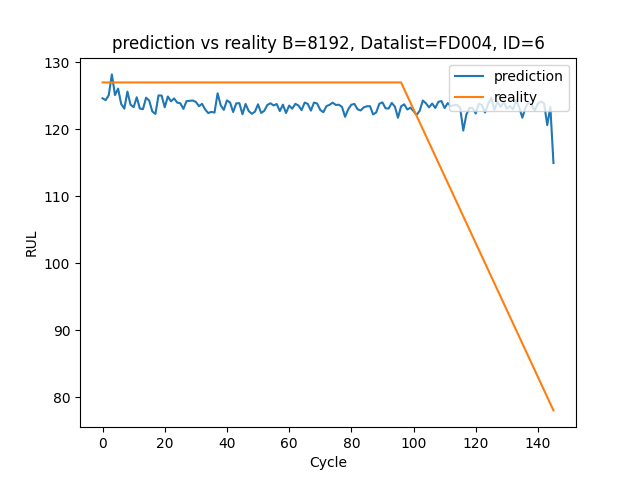 prediction vs reality B=8192, Datalist=FD004, ID=6
130
120
110
100
90
80
RUL
prediction
reality
0 20 40 60 80 100 120 140
Cycle